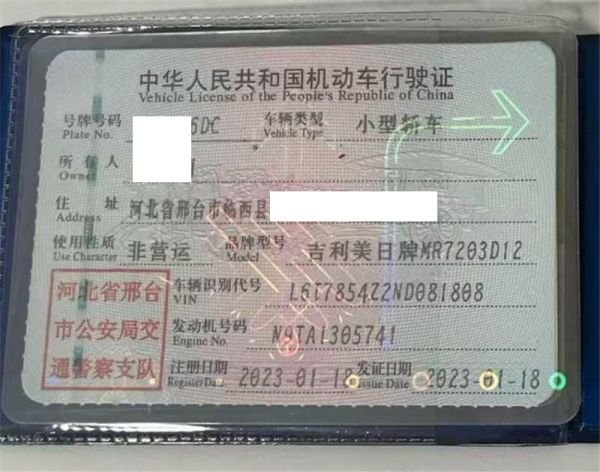 中华人民共和国机动车行驶证
Vehicle License of the People's Republic of China
号牌号码 6DC 车辆类型 小型轿车
Plate No. Vehicle Type
所有人
Owner
住址 河北省邢台市临西县
Address
使用性质 非营运 品牌型号 吉利美日牌MR7203D12
Use Character Model
河北省邢台 车辆识别代号 L6T7854Z2ND081808
VIN
市公安局交 发动机号码 NATA1305741
Engine No.
通警察支队 注册日期 2023-01-18 发证日期 2023-01-18
Register Date Issue Date